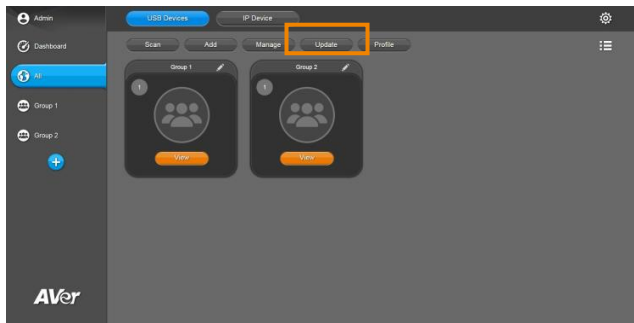 Admin
USB Devices
IP Device
Dashboard
Scan
Add
Manage
Update
Profile
All
Group 1
Group 2
Group 1
1
View
Group 2
1
View
AVer